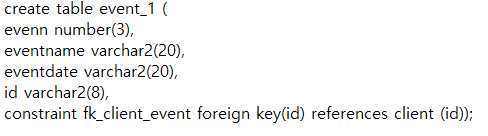 create table event_1 (
evenn number(3),
eventname varchar2(20),
eventdate varchar2(20),
id varchar2(8),
constraint fk_client_event foreign key(id) references client (id));